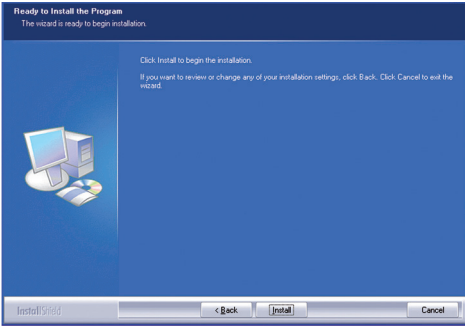 Ready to Install the Program
The wizard is ready to begin installation.
Click Install to begin the installation.
If you want to review or change any of your installation settings, click Back. Click Cancel to exit the
wizard.
InstallShield
< Back
Install
Cancel